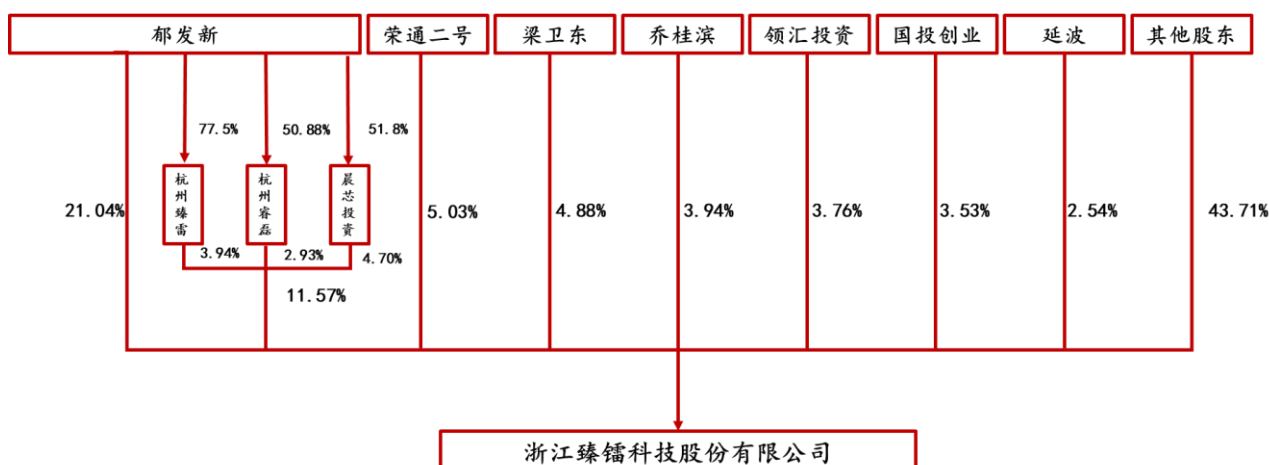 郁发新
荣通二号
梁卫东
乔桂滨
领汇投资
国投创业
延波
其他股东
77.5%
50.88%
51.8%
杭州臻雷
杭州睿磊
晨芯投资
21.04%
3.94%
2.93%
4.70%
11.57%
5.03%
4.88%
3.94%
3.76%
3.53%
2.54%
43.71%
浙江臻镭科技股份有限公司